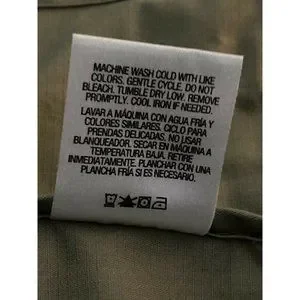 MACHINE WASH COLD WITH LIKE
COLORS. GENTLE CYCLE. DO NOT
BLEACH. TUMBLE DRY LOW. REMOVE
PROMPTLY. COOL IRON IF NEEDED.
LAVAR A MÁQUINA CON AGUA FRÍA Y
COLORES SIMILARES. CICLO PARA
PRENDAS DELICADAS. NO USAR
BLANQUEADOR. SECAR EN MÁQUINA A
TEMPERATURA BAJA. RETIRE
INMEDIATAMENTE. PLANCHAR CON UNA
PLANCHA FRÍA SI ES NECESARIO.